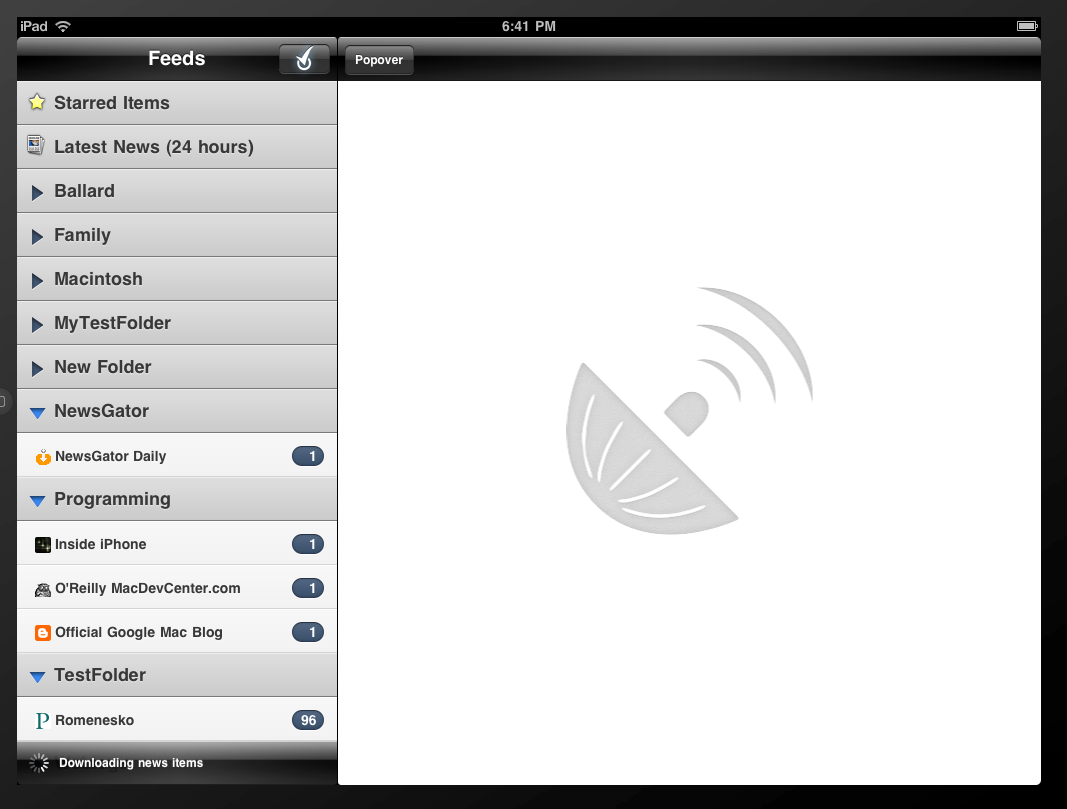 iPad
6:41 PM
Feeds
Popover
Starred Items
Latest News (24 hours)
Ballard
Family
Macintosh
MyTestFolder
New Folder
NewsGator
NewsGator Daily 1
Programming
Inside iPhone 1
O'Reilly MacDevCenter.com 1
Official Google Mac Blog 1
TestFolder
P Romenesko 96
Downloading news items